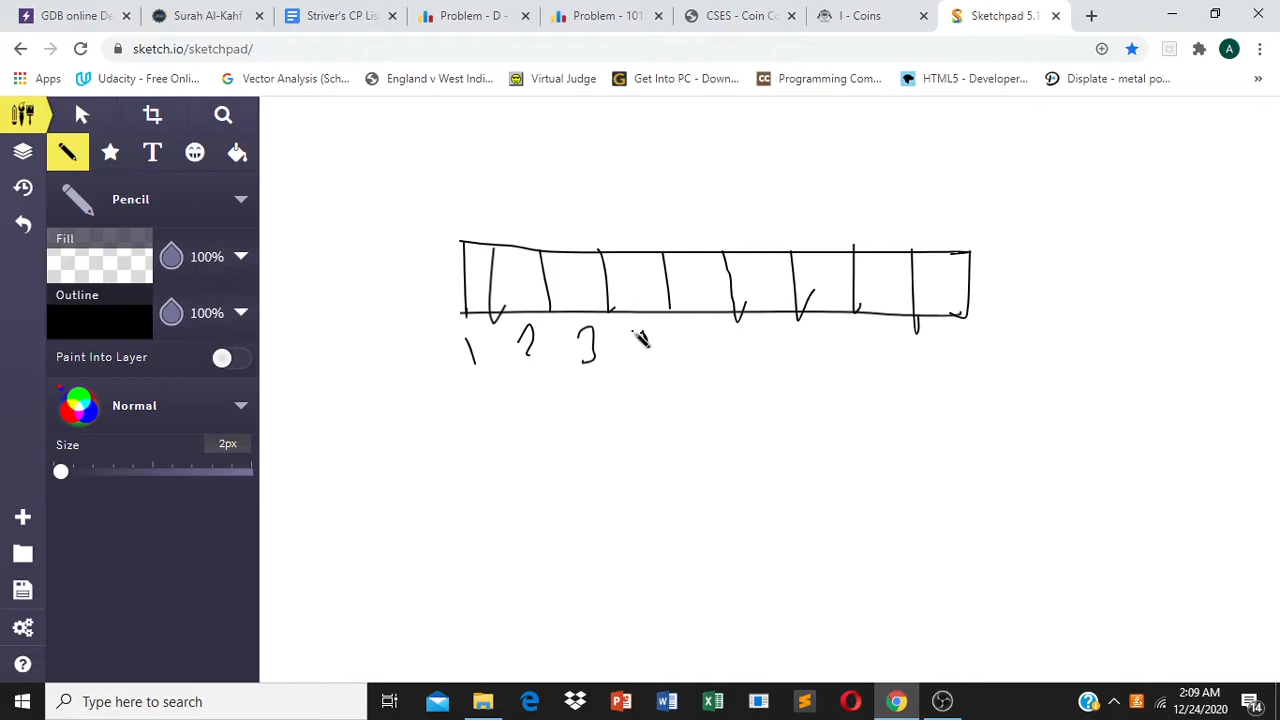 GDB online De
Surah Al-Kahf
Striver's CP Lis
Problem - D -
Problem - 101
CSES - Coin Co
I - Coins
Sketchpad 5.1
sketch.io/sketchpad/
A
Apps
Udacity - Free Onli...
Vector Analysis (Sch...
England v West Indi...
Virtual Judge
Get Into PC - Down...
CC
Programming Com...
HTML5 - Developer...
Displate - metal po...
»
T
Pencil
Fill
100%
Outline
100%
Paint Into Layer
Normal
Size
2px
1 2 3
Type here to search
2:09 AM
12/24/2020
14